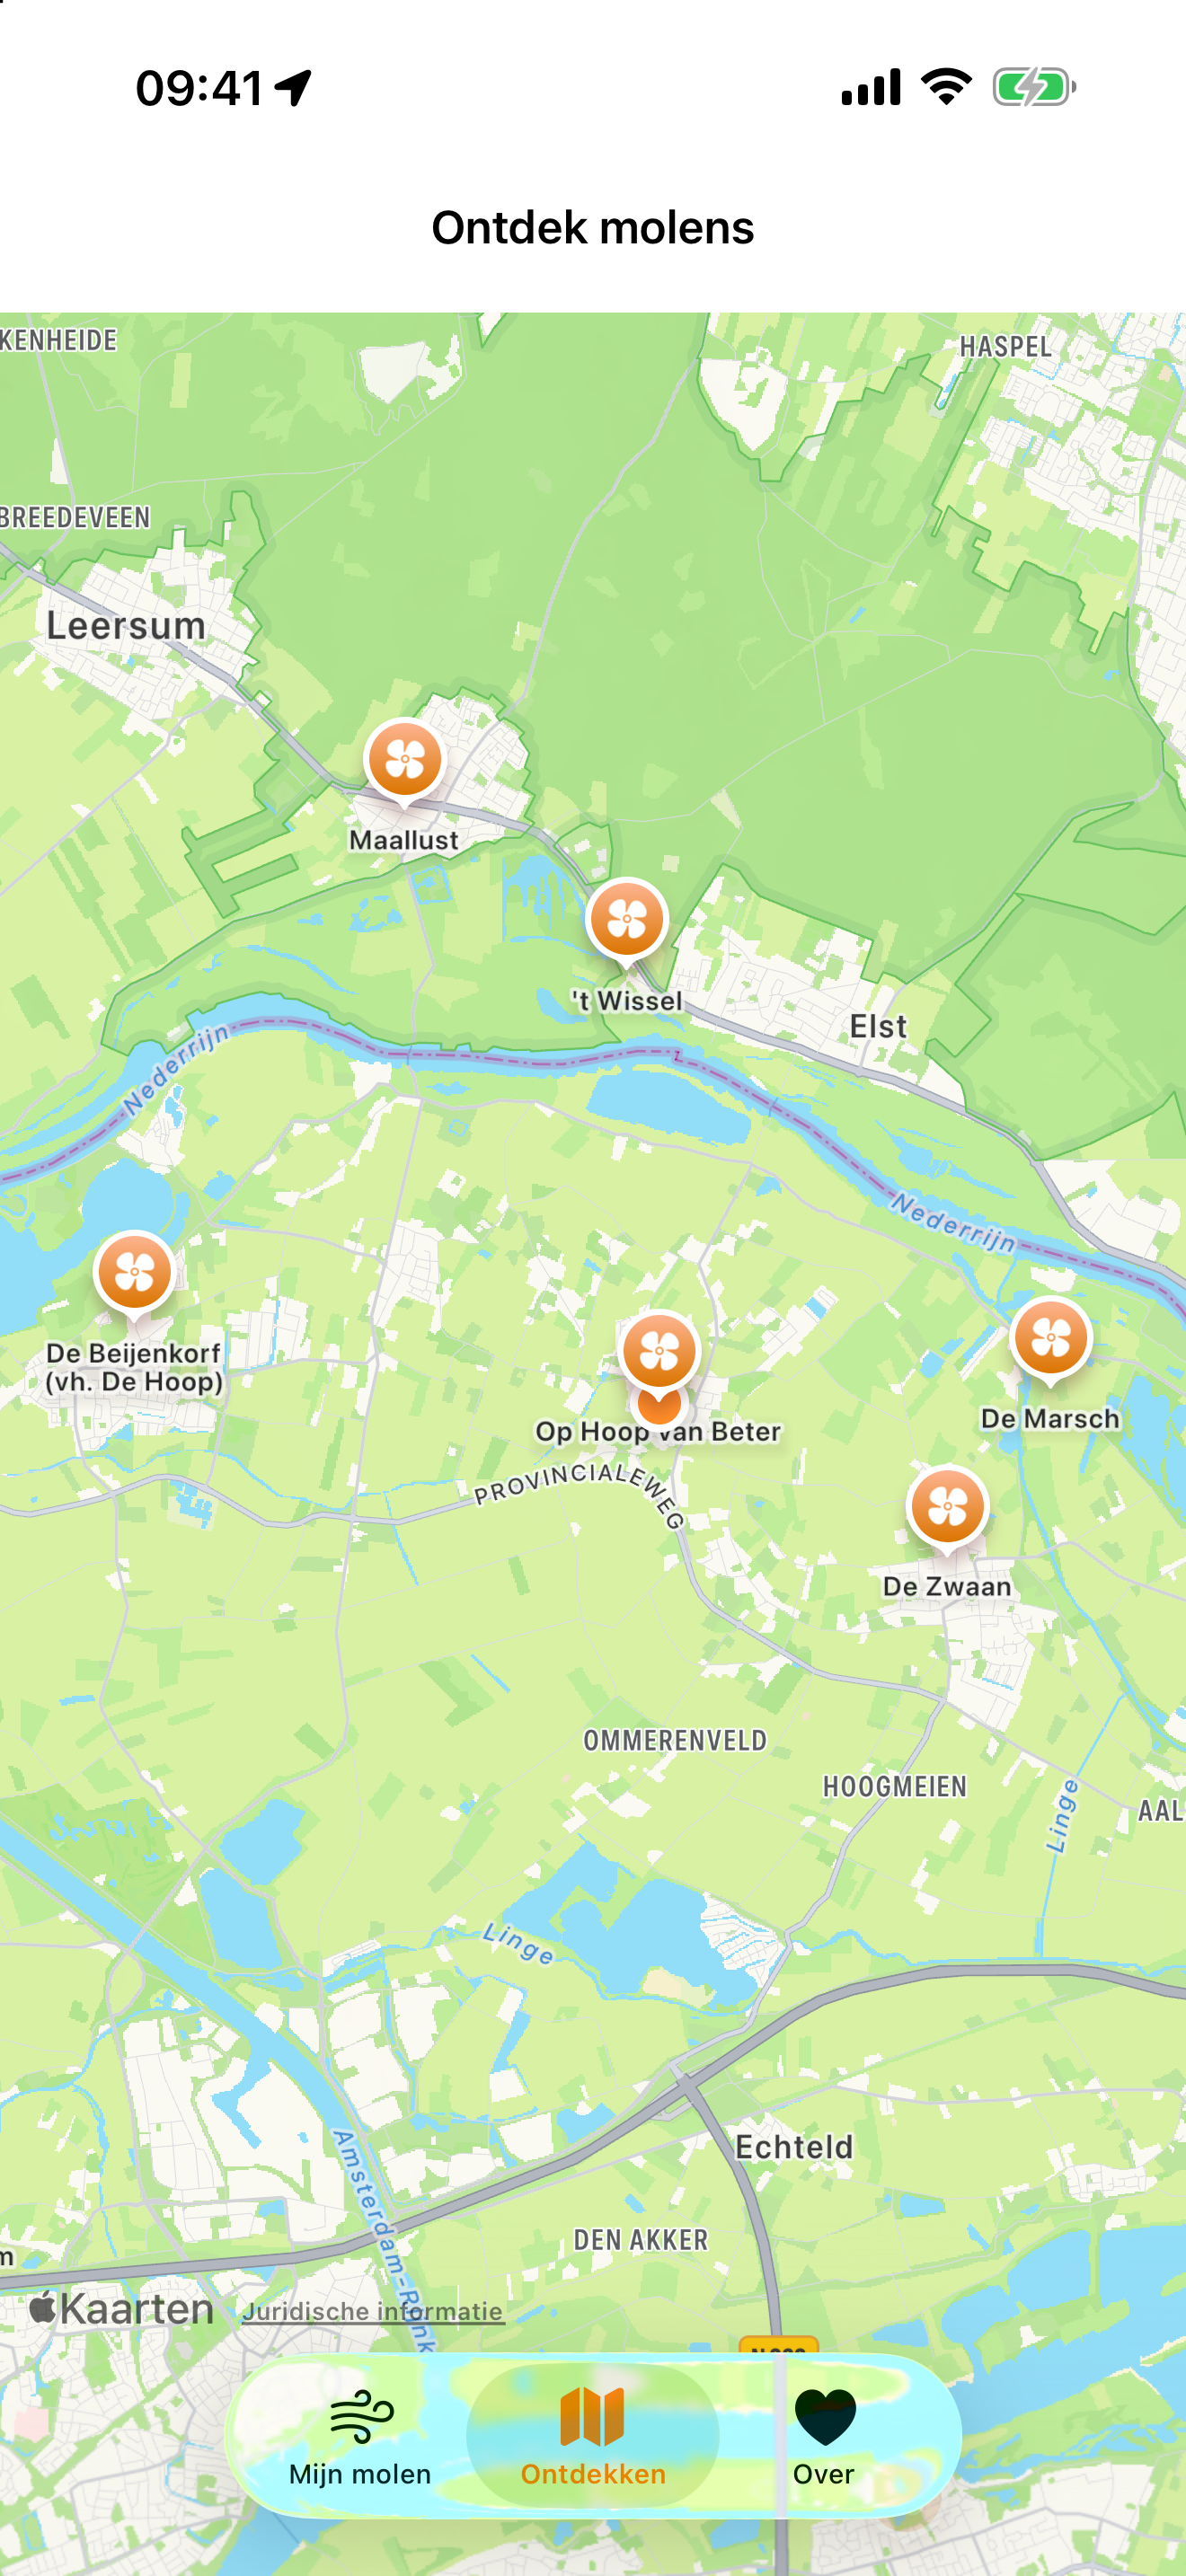 09:41
Ontdek molens
KENHEIDE
HASPEL
BREEDEVEEN
Leersum
Maallust
't Wissel
Elst
Nederrijn
Nederrijn
De Beijenkorf
(vh. De Hoop)
Op Hoop van Beter
De Marsch
PROVINCIALEWEG
De Zwaan
OMMERENVELD
HOOGMEIEN
Linge
AAL
Linge
Echteld
Amsterdam-R
DEN AKKER
m
Kaarten
Juridische informatie
Mijn molen
Ontdekken
Over